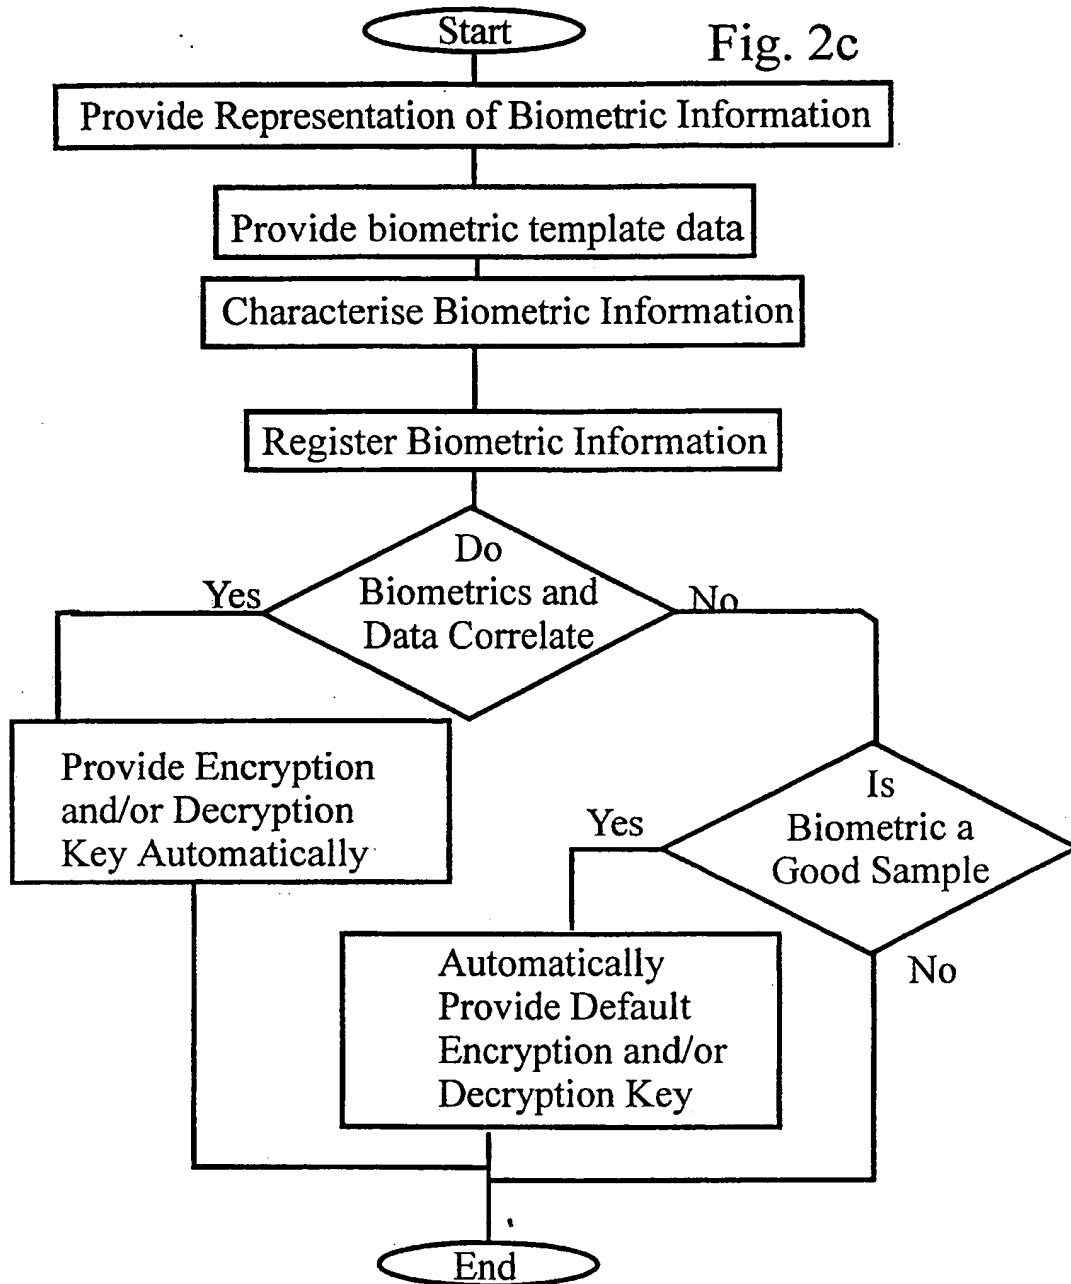 Start
Fig. 2c
Provide Representation of Biometric Information
Provide biometric template data
Characterise Biometric Information
Register Biometric Information
Do
Biometrics and
Data Correlate
Yes
No
Provide Encryption
and/or Decryption
Key Automatically
Is
Biometric a
Good Sample
Yes
No
Automatically
Provide Default
Encryption and/or
Decryption Key
End